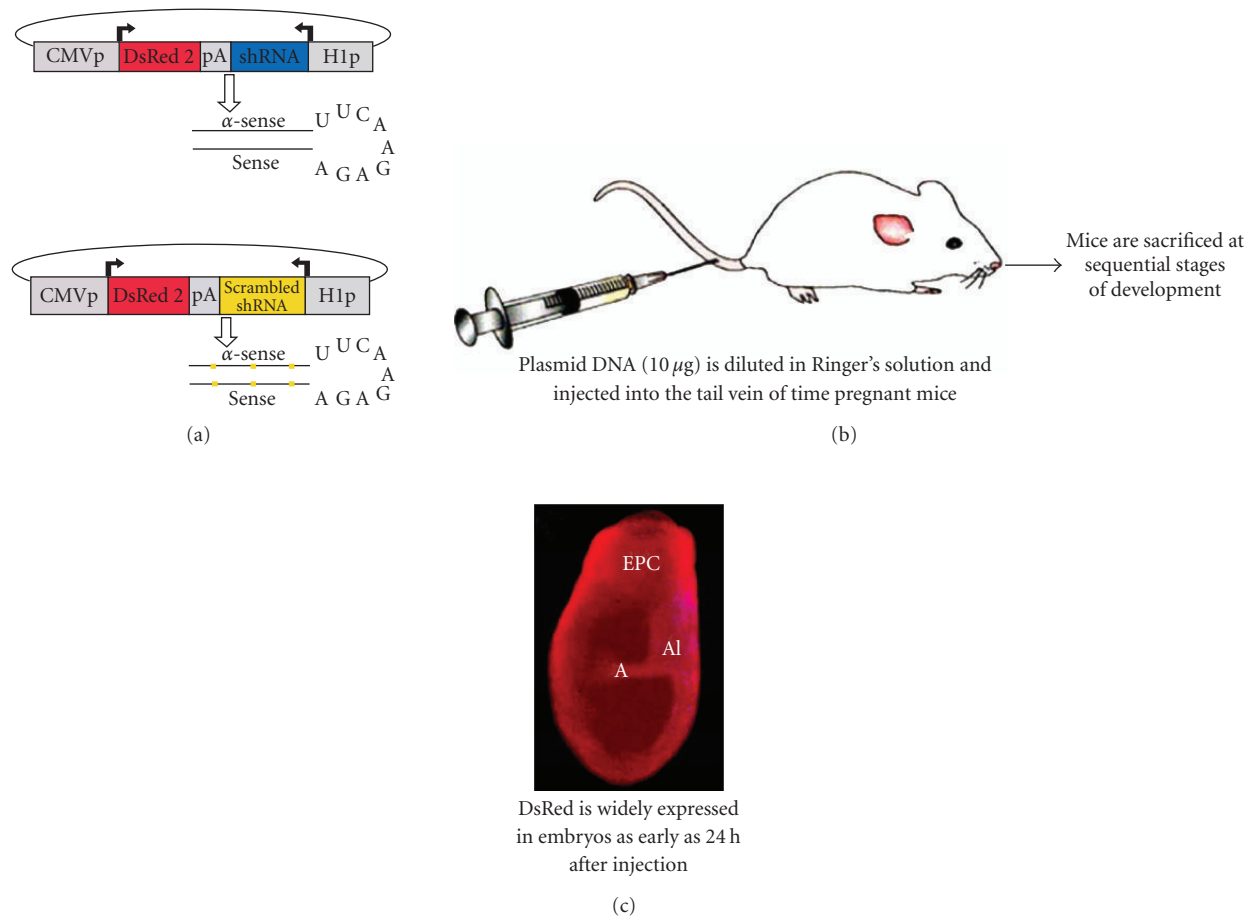 CMVp DsRed 2 pA shRNA H1p
α-sense
Sense
U U C A A G A G A
CMVp DsRed 2 pA Scrambled shRNA H1p
α-sense
Sense
U U C A A G A G A
(a)
Mice are sacrificed at
sequential stages
of development
Plasmid DNA (10 μg) is diluted in Ringer's solution and
injected into the tail vein of time pregnant mice
(b)
EPC
Al
A
DsRed is widely expressed
in embryos as early as 24 h
after injection
(c)